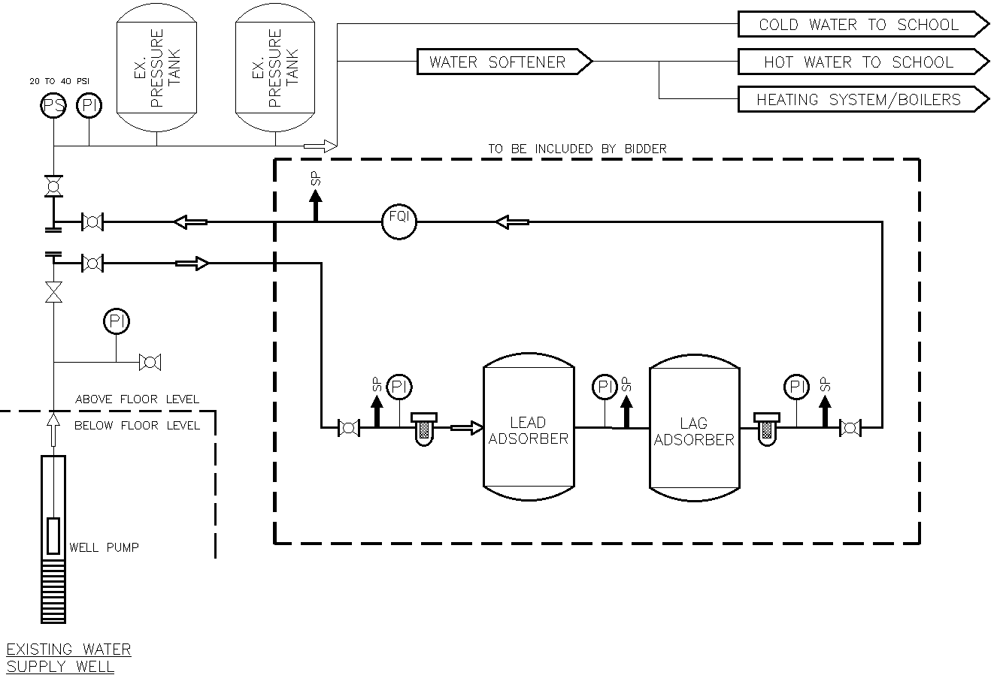 COLD WATER TO SCHOOL
WATER SOFTENER
HOT WATER TO SCHOOL
HEATING SYSTEM/BOILERS
EX.
PRESSURE
TANK
EX.
PRESSURE
TANK
20 TO 40 PSI
PS
PI
TO BE INCLUDED BY BIDDER
SP
FQI
PI
SP
PI
PI
SP
PI
SP
ABOVE FLOOR LEVEL
BELOW FLOOR LEVEL
LEAD
ADSORBER
LAG
ADSORBER
WELL PUMP
EXISTING WATER
SUPPLY WELL